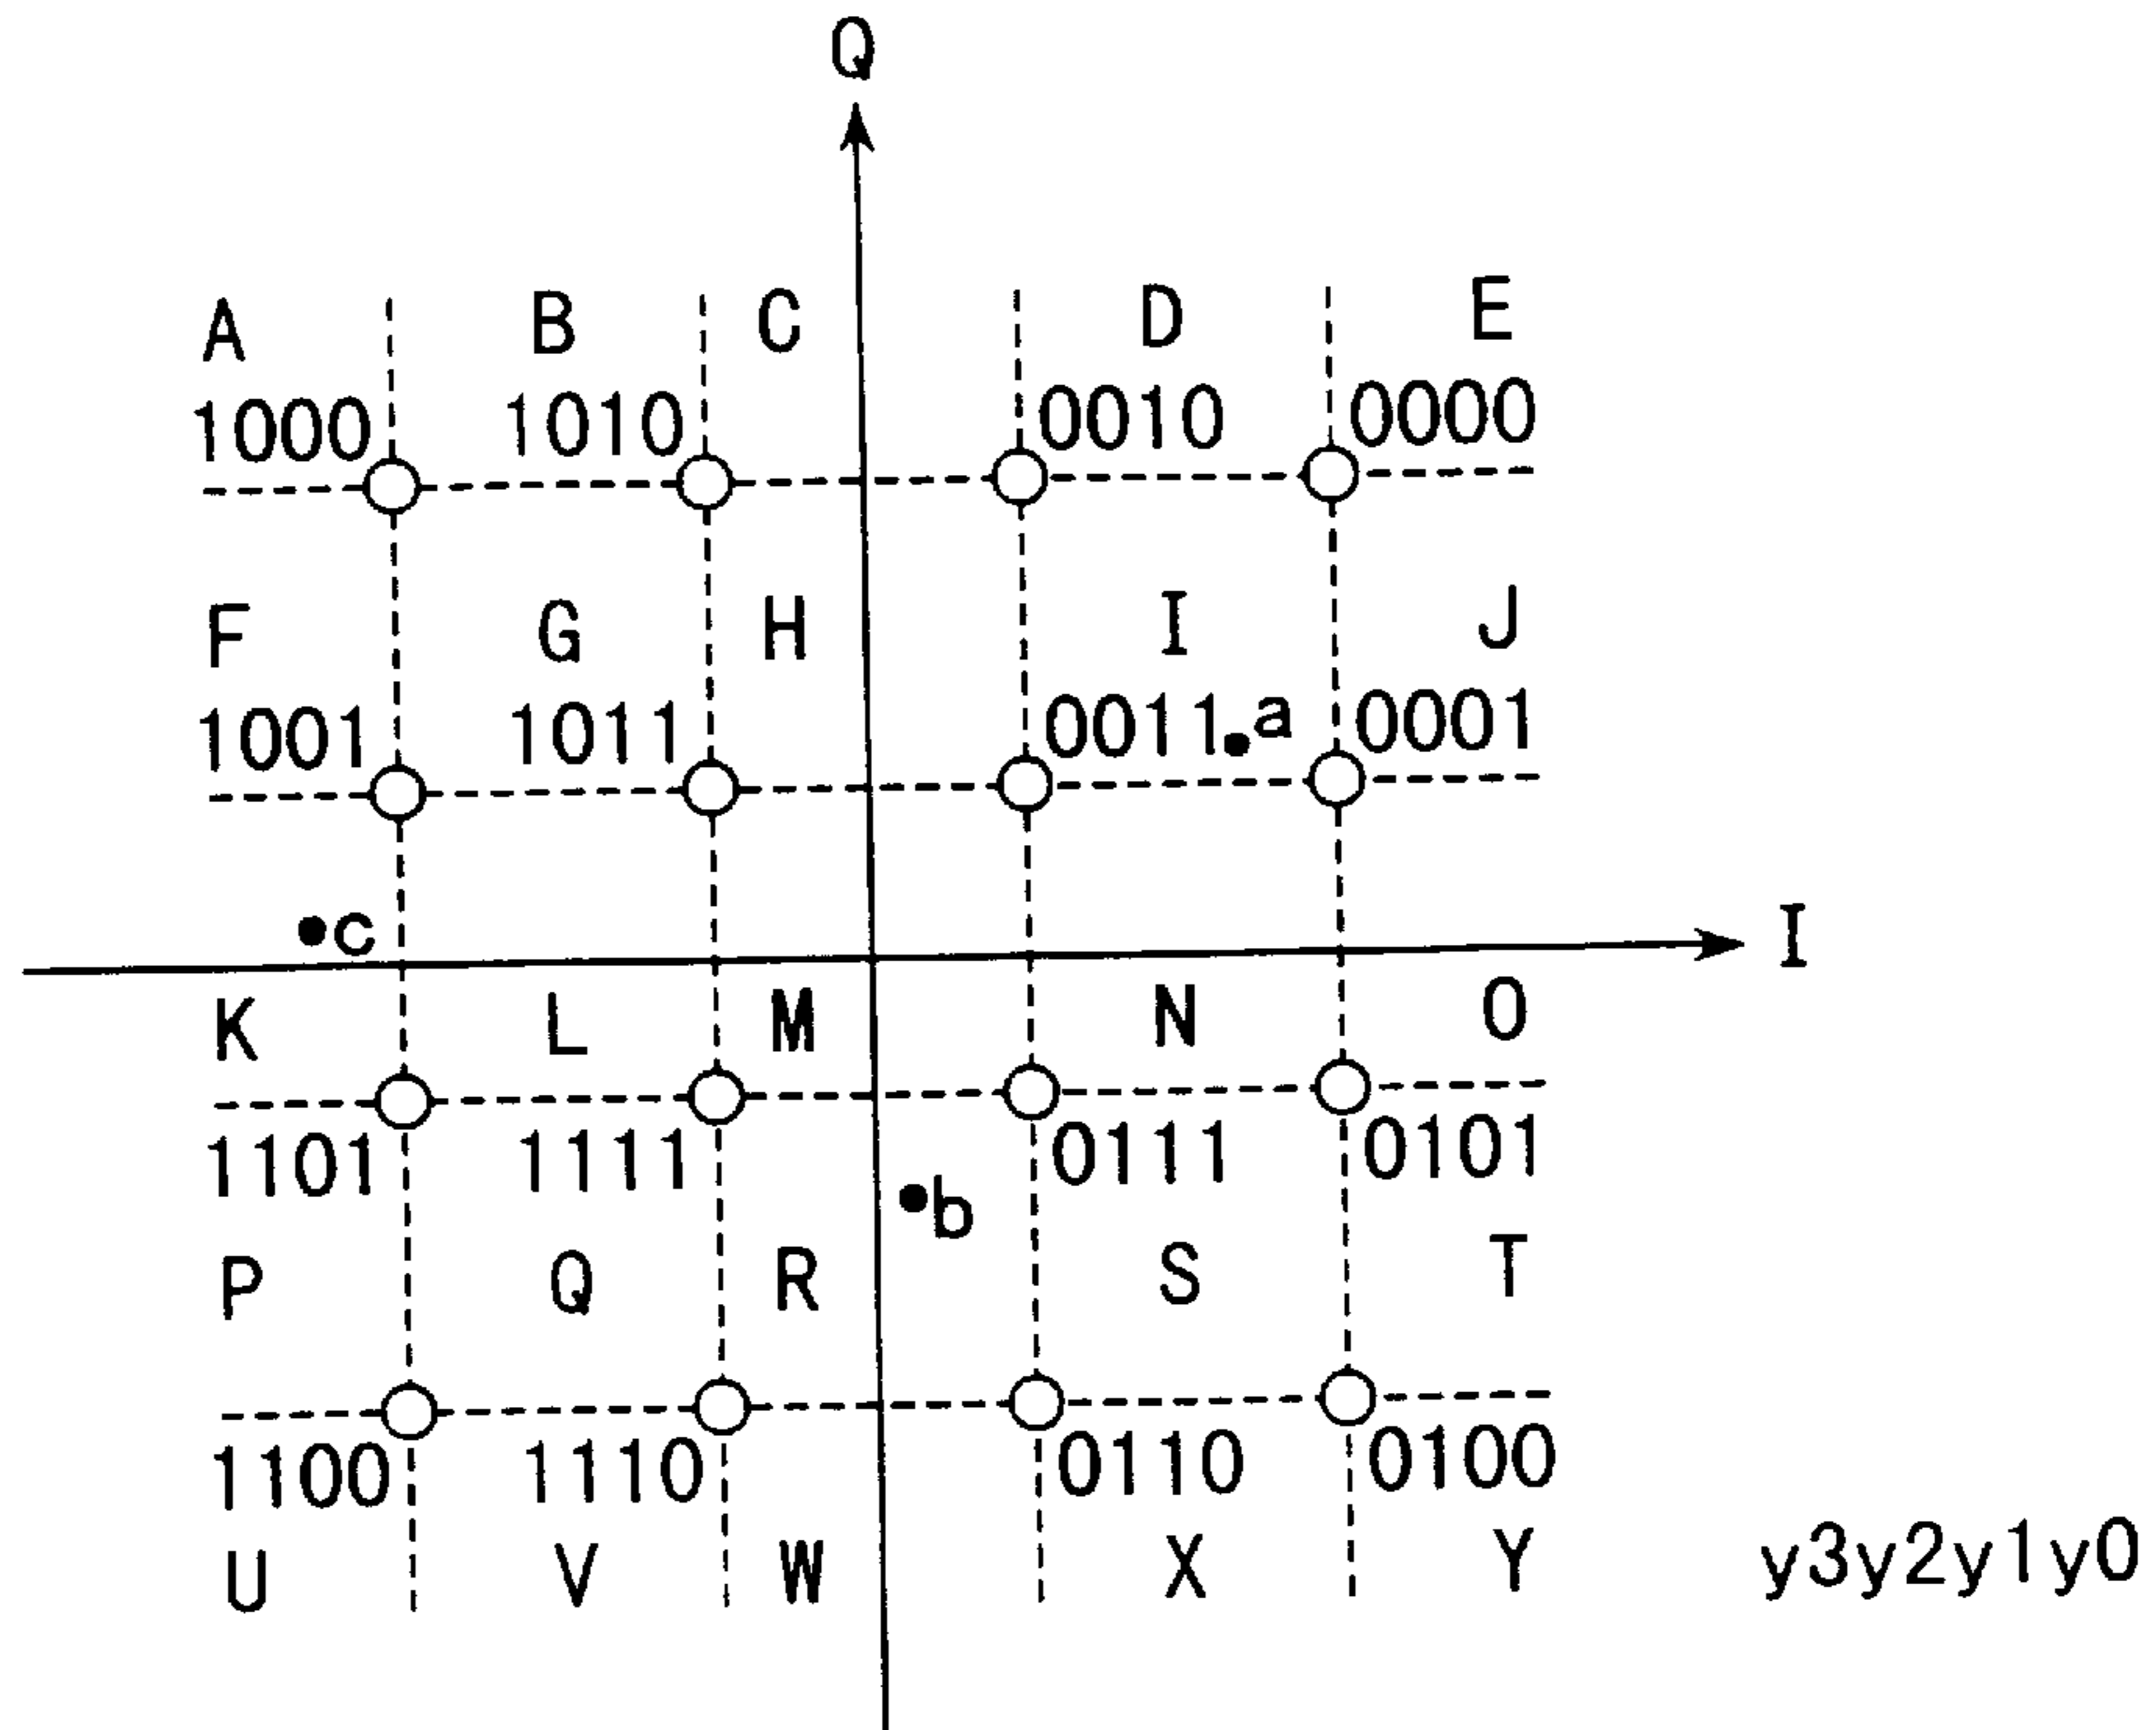 Q
A B C D E
1000 1010 0010 0000
F G H I J
1001 1011 0011 a 0001
c
I
K L M N O
1101 1111 0111 0101
b
P Q R S T
1100 1110 0110 0100
U V W X Y
y3y2y1y0